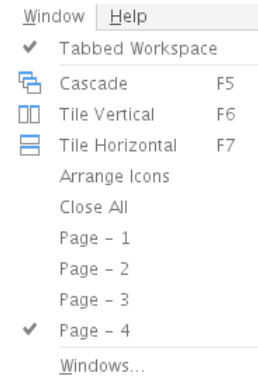 Window Help
Tabbed Workspace
Cascade F5
Tile Vertical F6
Tile Horizontal F7
Arrange Icons
Close All
Page – 1
Page – 2
Page – 3
Page – 4
Windows...